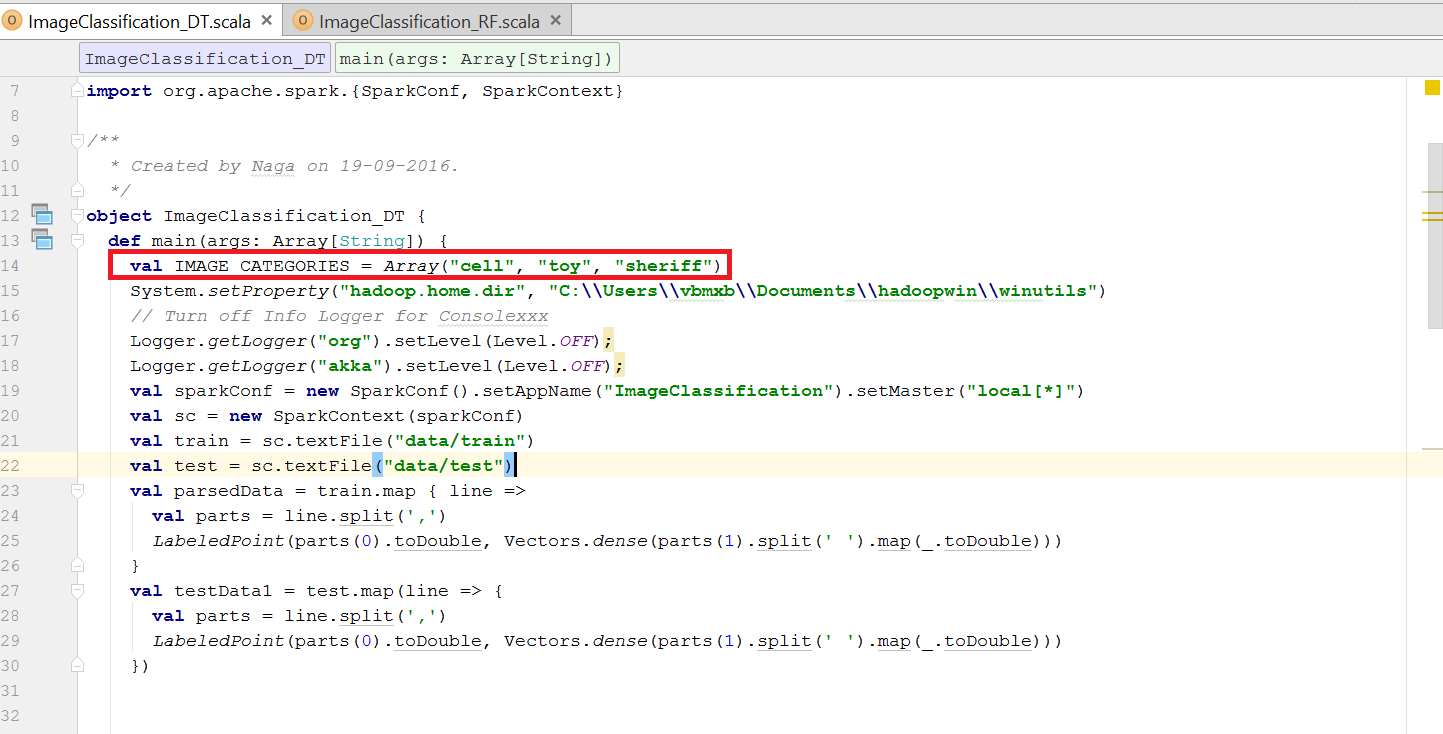 ImageClassification_DT.scala × ImageClassification_RF.scala ×
ImageClassification_DT main(args: Array[String])
7 import org.apache.spark.{SparkConf, SparkContext}
8
9 /**
10 * Created by Naga on 19-09-2016.
11 */
12 object ImageClassification_DT {
13 def main(args: Array[String]) {
14 val IMAGE_CATEGORIES = Array("cell", "toy", "sheriff")
15 System.setProperty("hadoop.home.dir", "C:\\Users\\vbmxb\\Documents\\hadoopwin\\winutils")
16 // Turn off Info Logger for Consolexxx
17 Logger.getLogger("org").setLevel(Level.OFF);
18 Logger.getLogger("akka").setLevel(Level.OFF);
19 val sparkConf = new SparkConf().setAppName("ImageClassification").setMaster("local[*]")
20 val sc = new SparkContext(sparkConf)
21 val train = sc.textFile("data/train")
22 val test = sc.textFile("data/test")
23 val parsedData = train.map { line =>
24 val parts = line.split(',')
25 LabeledPoint(parts(0).toDouble, Vectors.dense(parts(1).split(' ').map(_.toDouble)))
26 }
27 val testData1 = test.map(line => {
28 val parts = line.split(',')
29 LabeledPoint(parts(0).toDouble, Vectors.dense(parts(1).split(' ').map(_.toDouble)))
30 })
31
32